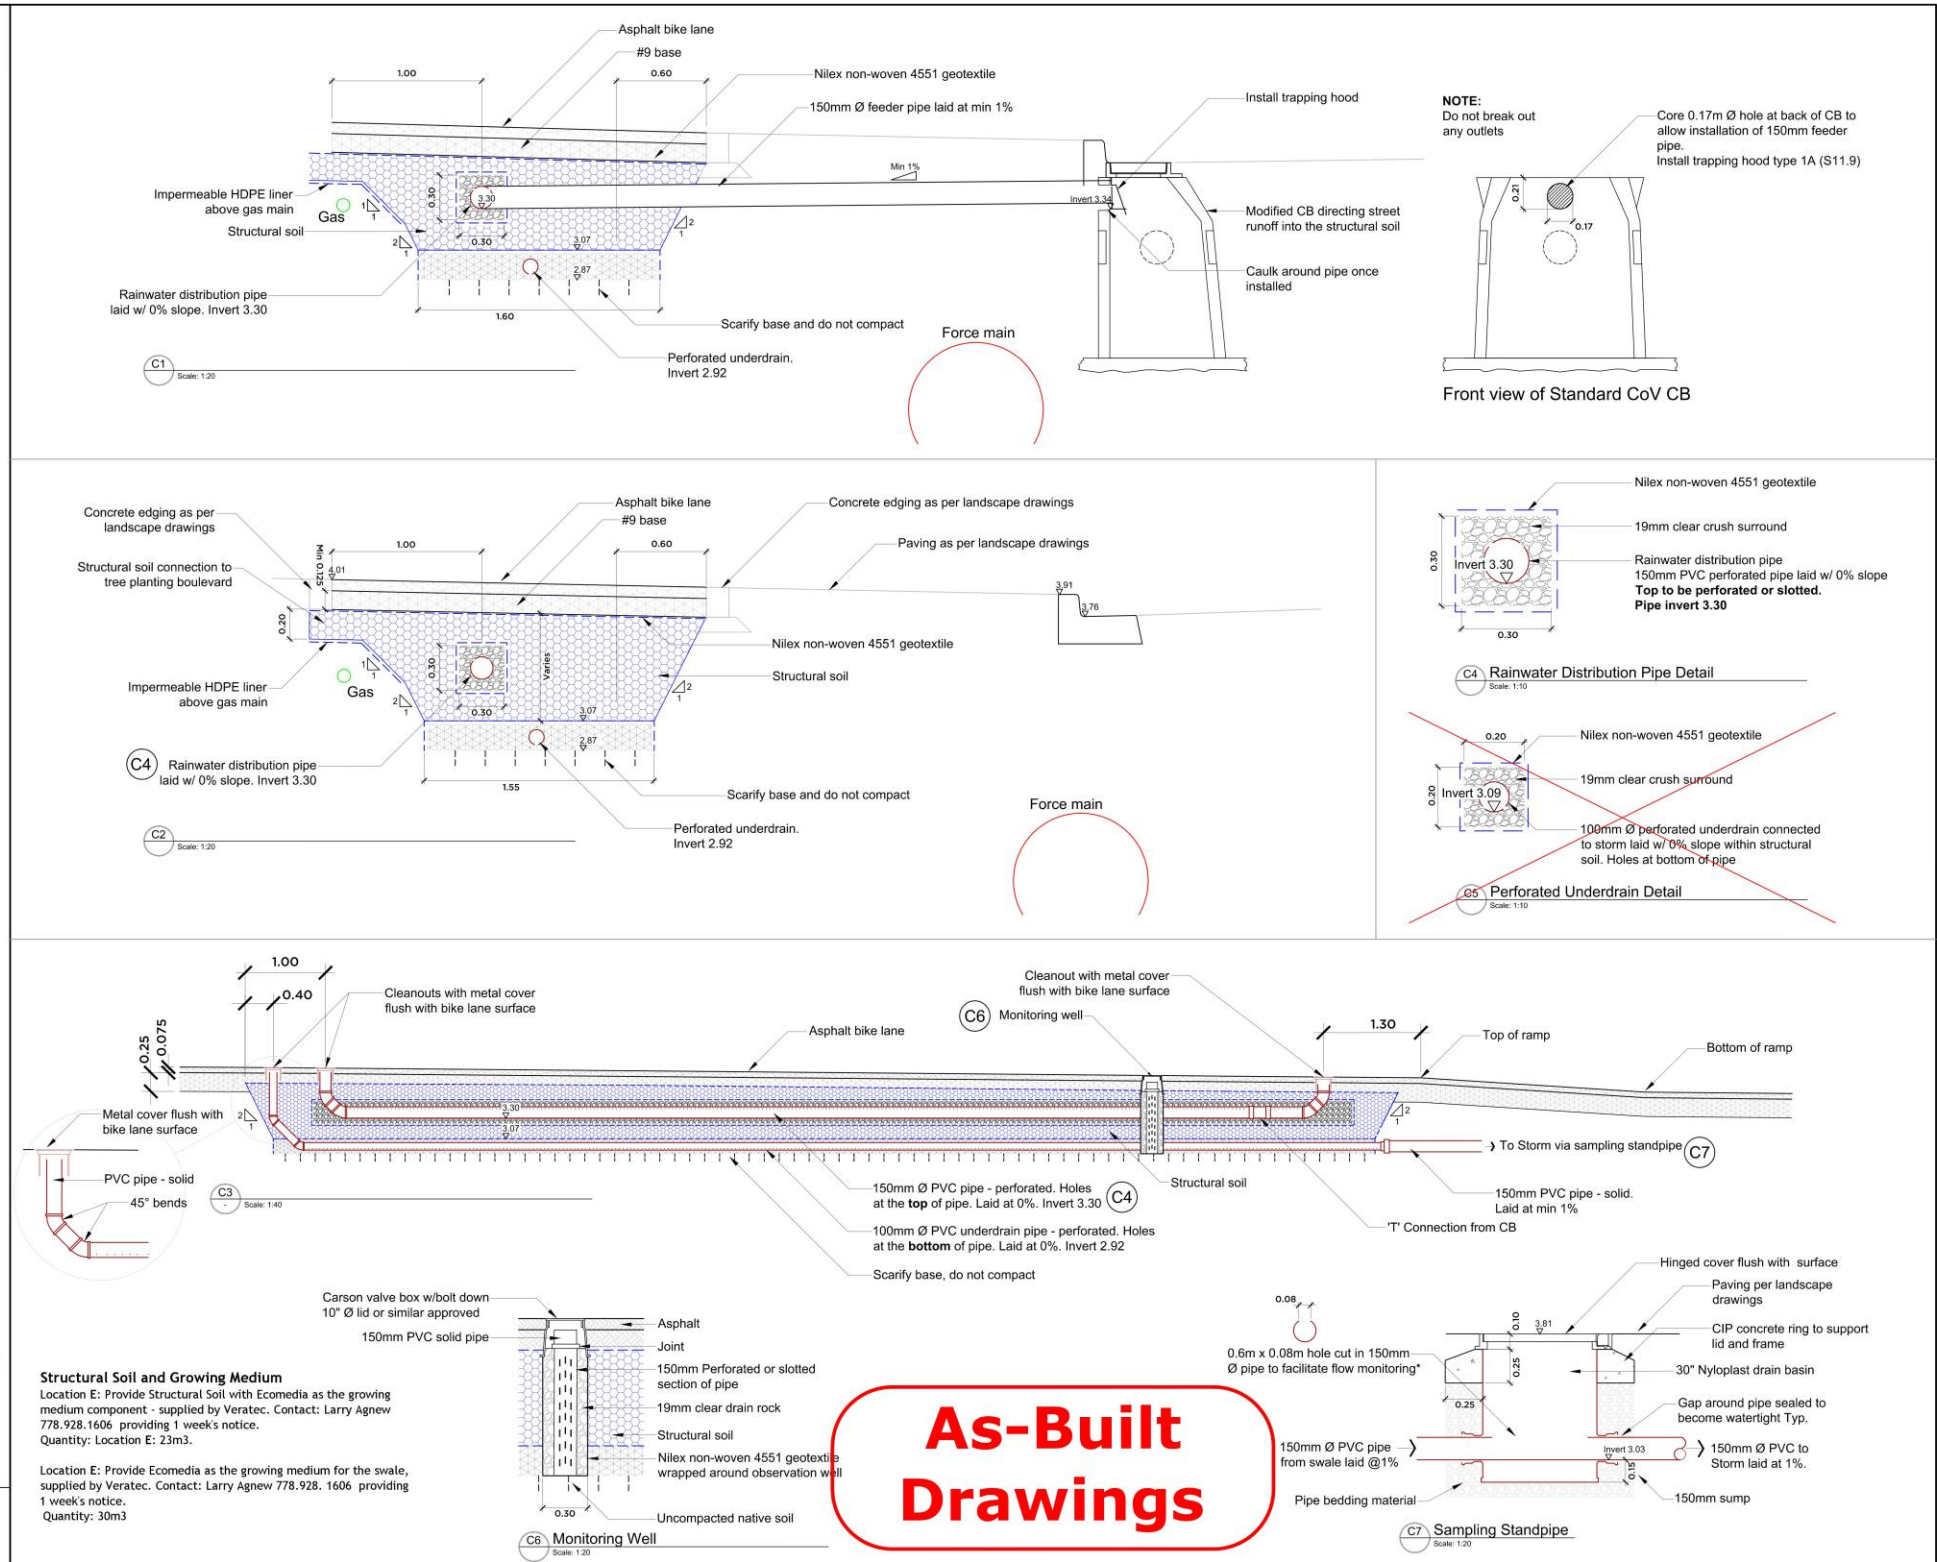 Asphalt bike lane
#9 base
1.00
0.60
Nilex non-woven 4551 geotextile
150mm Ø feeder pipe laid at min 1%
Install trapping hood
Min 1%
Impermeable HDPE liner
above gas main
Gas
Structural soil
0.30
3.30
0.30
1
1
2
1
2
1
3.07
2.87
Invert 3.34
Modified CB directing street
runoff into the structural soil
Caulk around pipe once
installed
Rainwater distribution pipe
laid w/ 0% slope. Invert 3.30
1.60
Scarify base and do not compact
Perforated underdrain.
Invert 2.92
Force main
C1
Scale: 1:20
NOTE:
Do not break out
any outlets
Core 0.17m Ø hole at back of CB to
allow installation of 150mm feeder
pipe.
Install trapping hood type 1A (S11.9)
0.21
0.17
Front view of Standard CoV CB
Concrete edging as per
landscape drawings
Structural soil connection to
tree planting boulevard
Min 0.125
4.01
1.00
0.60
Asphalt bike lane
#9 base
Concrete edging as per landscape drawings
Paving as per landscape drawings
3.91
3.76
0.20
Impermeable HDPE liner
above gas main
Gas
1
1
2
1
0.30
0.30
Varies
3.07
2.87
2
1
Nilex non-woven 4551 geotextile
Structural soil
C4
Rainwater distribution pipe
laid w/ 0% slope. Invert 3.30
1.55
Scarify base and do not compact
Perforated underdrain.
Invert 2.92
Force main
C2
Scale: 1:20
Nilex non-woven 4551 geotextile
19mm clear crush surround
Rainwater distribution pipe
150mm PVC perforated pipe laid w/ 0% slope
Top to be perforated or slotted.
Pipe invert 3.30
0.30
Invert 3.30
0.30
C4
Rainwater Distribution Pipe Detail
Scale: 1:10
0.20
0.20
Invert 3.09
Nilex non-woven 4551 geotextile
19mm clear crush surround
100mm Ø perforated underdrain connected
to storm laid w/ 0% slope within structural
soil. Holes at bottom of pipe
C5
Perforated Underdrain Detail
Scale: 1:10
1.00
0.40
0.25
0.075
Cleanouts with metal cover
flush with bike lane surface
Asphalt bike lane
C6
Monitoring well
Cleanout with metal cover
flush with bike lane surface
1.30
Top of ramp
Bottom of ramp
Metal cover flush with
bike lane surface
PVC pipe - solid
45° bends
2
1
3.30
3.07
2
1
To Storm via sampling standpipe
C7
C3
-
Scale: 1:40
150mm Ø PVC pipe - perforated. Holes
at the top of pipe. Laid at 0%. Invert 3.30
C4
100mm Ø PVC underdrain pipe - perforated. Holes
at the bottom of pipe. Laid at 0%. Invert 2.92
Scarify base, do not compact
Structural soil
150mm PVC pipe - solid.
Laid at min 1%
'T' Connection from CB
Structural Soil and Growing Medium
Location E: Provide Structural Soil with Ecomedia as the growing
medium component - supplied by Veratec. Contact: Larry Agnew
778.928.1606 providing 1 week's notice.
Quantity: Location E: 23m3.
Location E: Provide Ecomedia as the growing medium for the swale,
supplied by Veratec. Contact: Larry Agnew 778.928. 1606 providing
1 week's notice.
Quantity: 30m3
Carson valve box w/bolt down
10" Ø lid or similar approved
150mm PVC solid pipe
Asphalt
Joint
150mm Perforated or slotted
section of pipe
19mm clear drain rock
Structural soil
Nilex non-woven 4551 geotextile
wrapped around observation well
Uncompacted native soil
0.30
C6
Monitoring Well
Scale: 1:20
As-Built
Drawings
0.08
0.6m x 0.08m hole cut in 150mm
Ø pipe to facilitate flow monitoring*
0.10
3.81
0.25
0.25
Hinged cover flush with surface
Paving per landscape
drawings
CIP concrete ring to support
lid and frame
30" Nyloplast drain basin
Gap around pipe sealed to
become watertight Typ.
150mm Ø PVC pipe
from swale laid @1%
Invert 3.03
0.15
150mm Ø PVC to
Storm laid at 1%.
Pipe bedding material
150mm sump
C7
Sampling Standpipe
Scale: 1:20